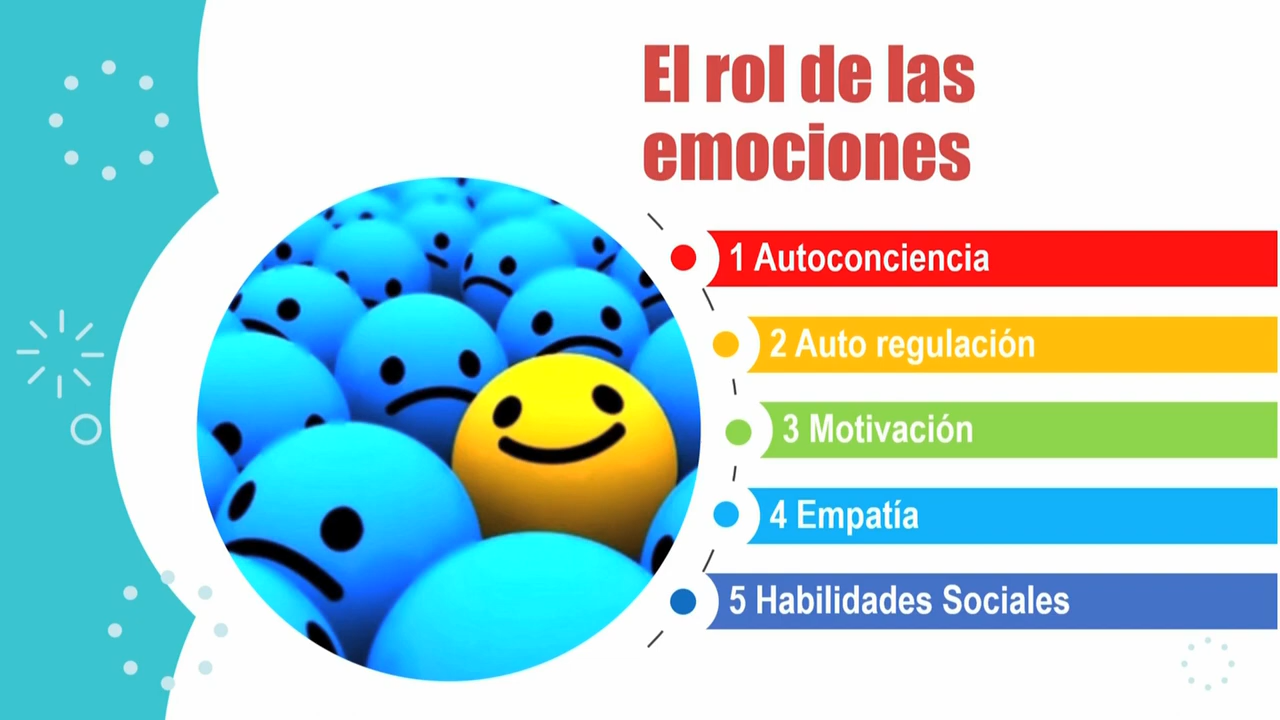 El rol de las
emociones
1 Autoconciencia
2 Auto regulación
3 Motivación
4 Empatía
5 Habilidades Sociales